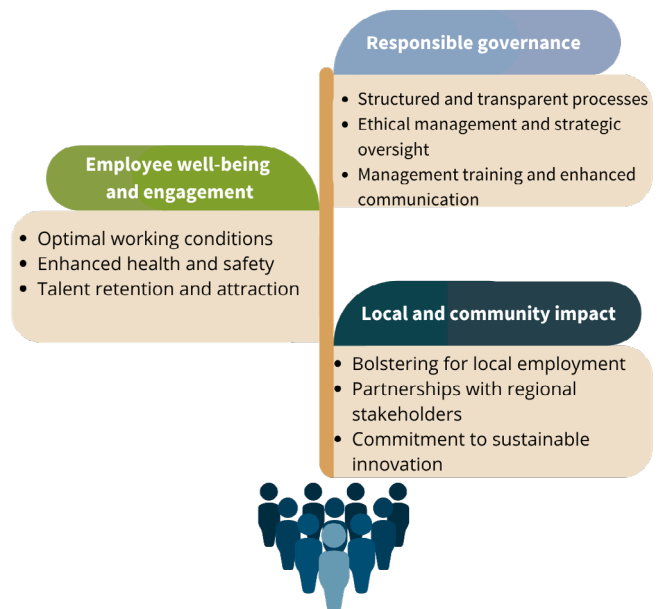 Responsible governance
• Structured and transparent processes
• Ethical management and strategic
oversight
• Management training and enhanced
communication
Employee well-being
and engagement
• Optimal working conditions
• Enhanced health and safety
• Talent retention and attraction
Local and community impact
• Bolstering for local employment
• Partnerships with regional
stakeholders
• Commitment to sustainable
innovation